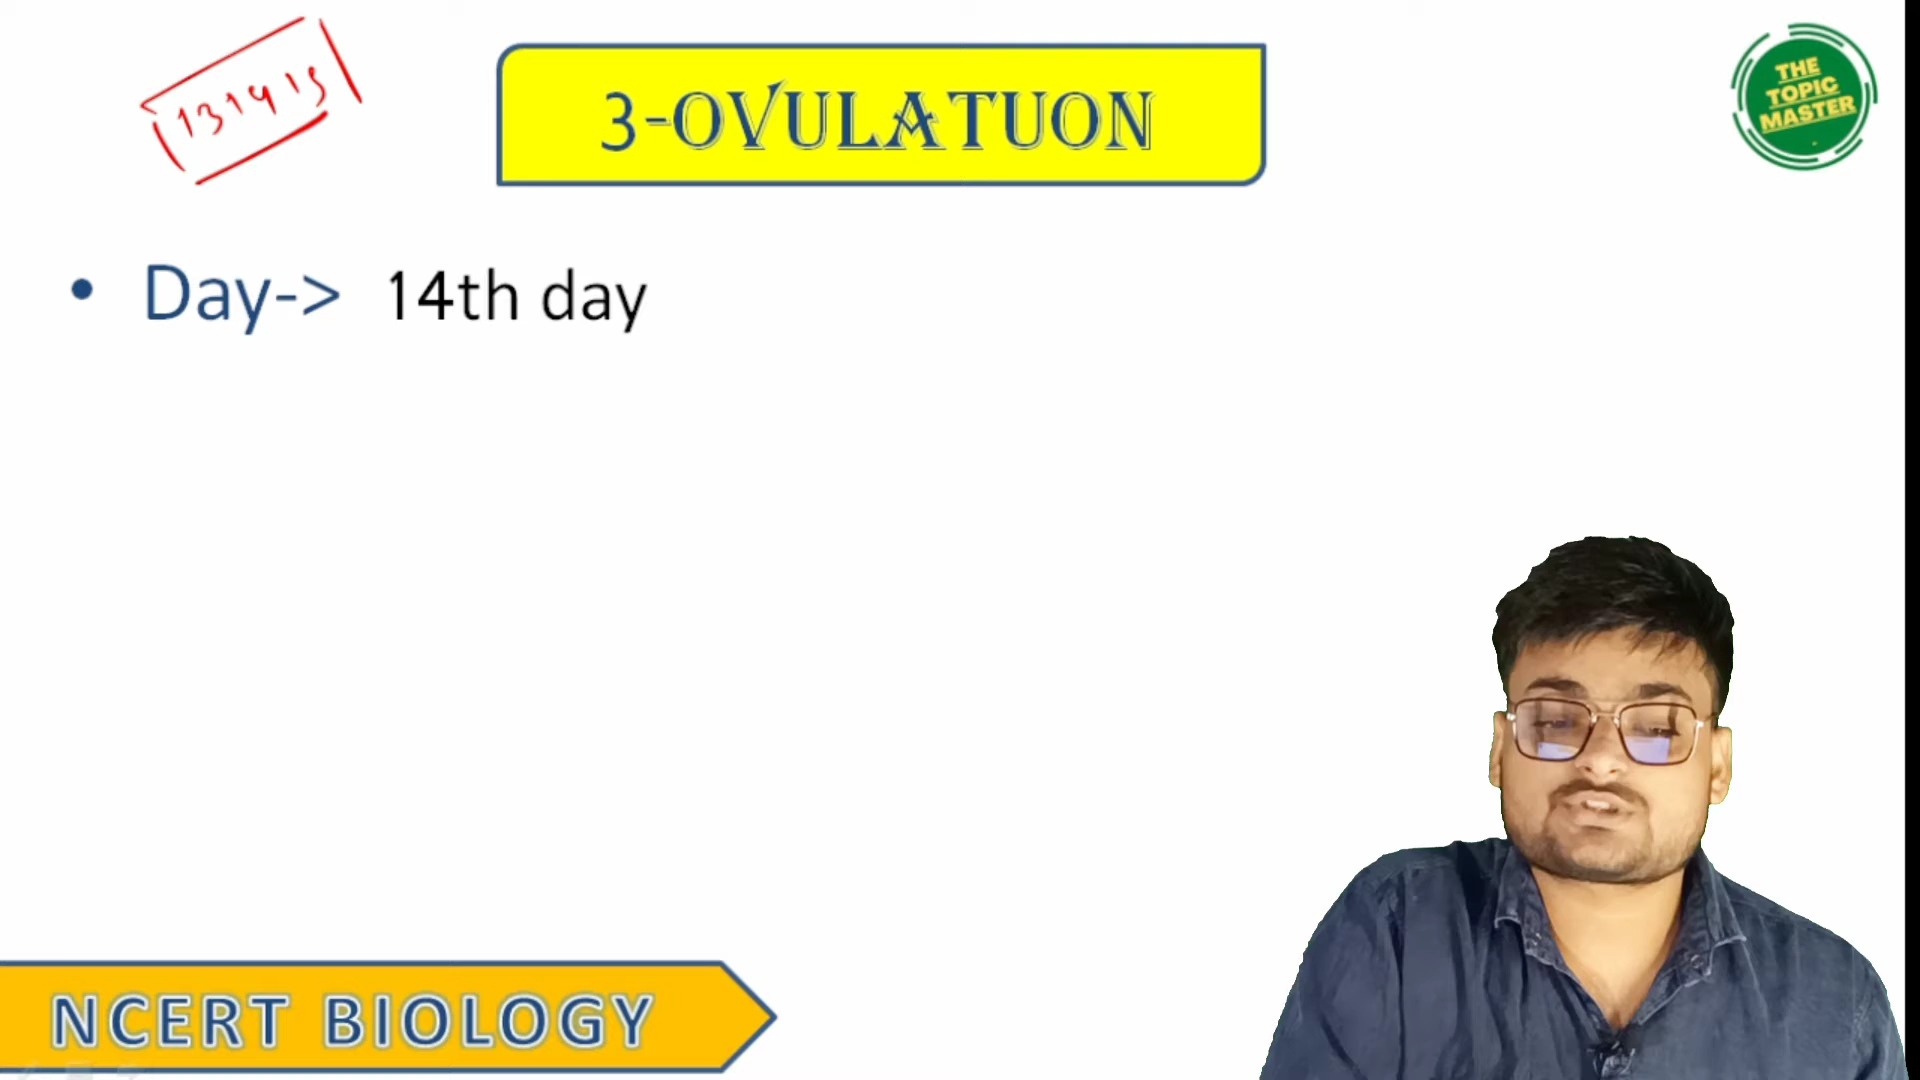 13 14 15
3-OVULATUON
THE
TOPIC
MASTER
• Day-> 14th day
NCERT BIOLOGY